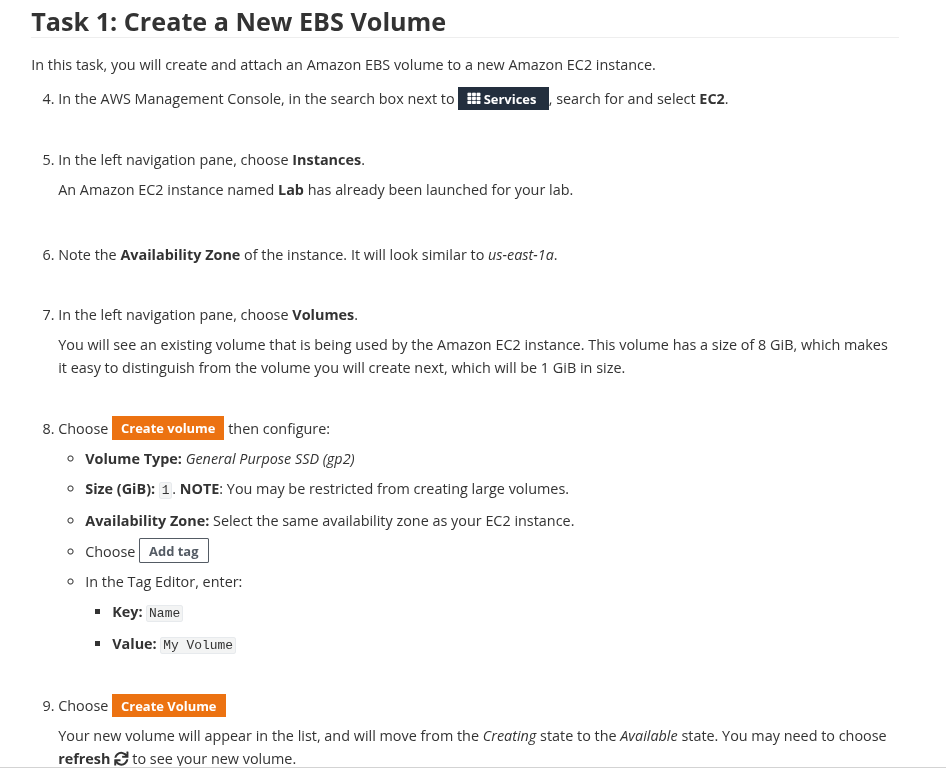 Task 1: Create a New EBS Volume
In this task, you will create and attach an Amazon EBS volume to a new Amazon EC2 instance.
4. In the AWS Management Console, in the search box next to Services , search for and select EC2.
5. In the left navigation pane, choose Instances.
An Amazon EC2 instance named Lab has already been launched for your lab.
6. Note the Availability Zone of the instance. It will look similar to us-east-1a.
7. In the left navigation pane, choose Volumes.
You will see an existing volume that is being used by the Amazon EC2 instance. This volume has a size of 8 GiB, which makes
it easy to distinguish from the volume you will create next, which will be 1 GiB in size.
8. Choose Create volume then configure:
Volume Type: General Purpose SSD (gp2)
Size (GiB): 1. NOTE: You may be restricted from creating large volumes.
Availability Zone: Select the same availability zone as your EC2 instance.
Choose Add tag
In the Tag Editor, enter:
Key: Name
Value: My Volume
9. Choose Create Volume
Your new volume will appear in the list, and will move from the Creating state to the Available state. You may need to choose
refresh to see your new volume.